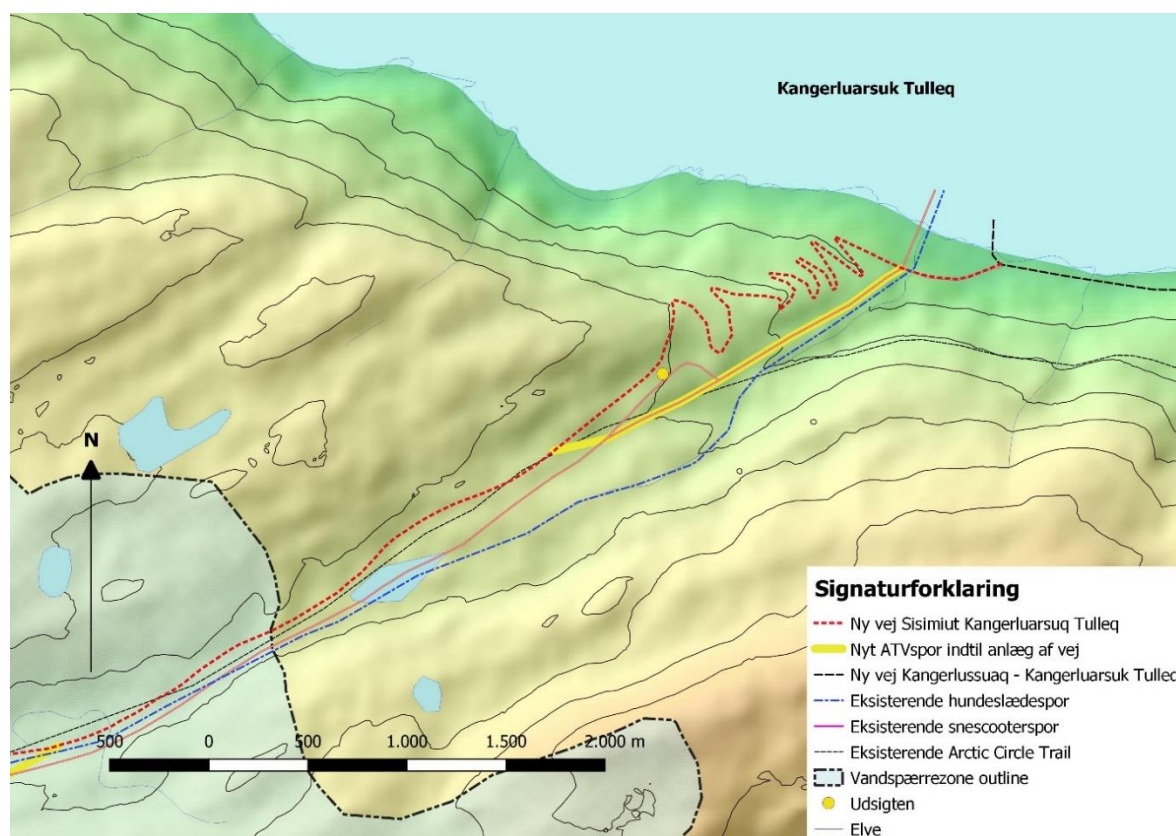 Kangerluarsuk Tulleq
N
500 0 500 1.000 1.500 2.000 m
Signaturforklaring
Ny vej Sisimiut Kangerluarsuq Tulleq
Nyt ATVspor indtil anlæg af vej
Ny vej Kangerlussuaq - Kangerluarsuk Tulleq
Eksisterende hundeslædespor
Eksisterende snescooterspor
Eksisterende Arctic Circle Trail
Vandspærrezone outline
Udsigten
Elve